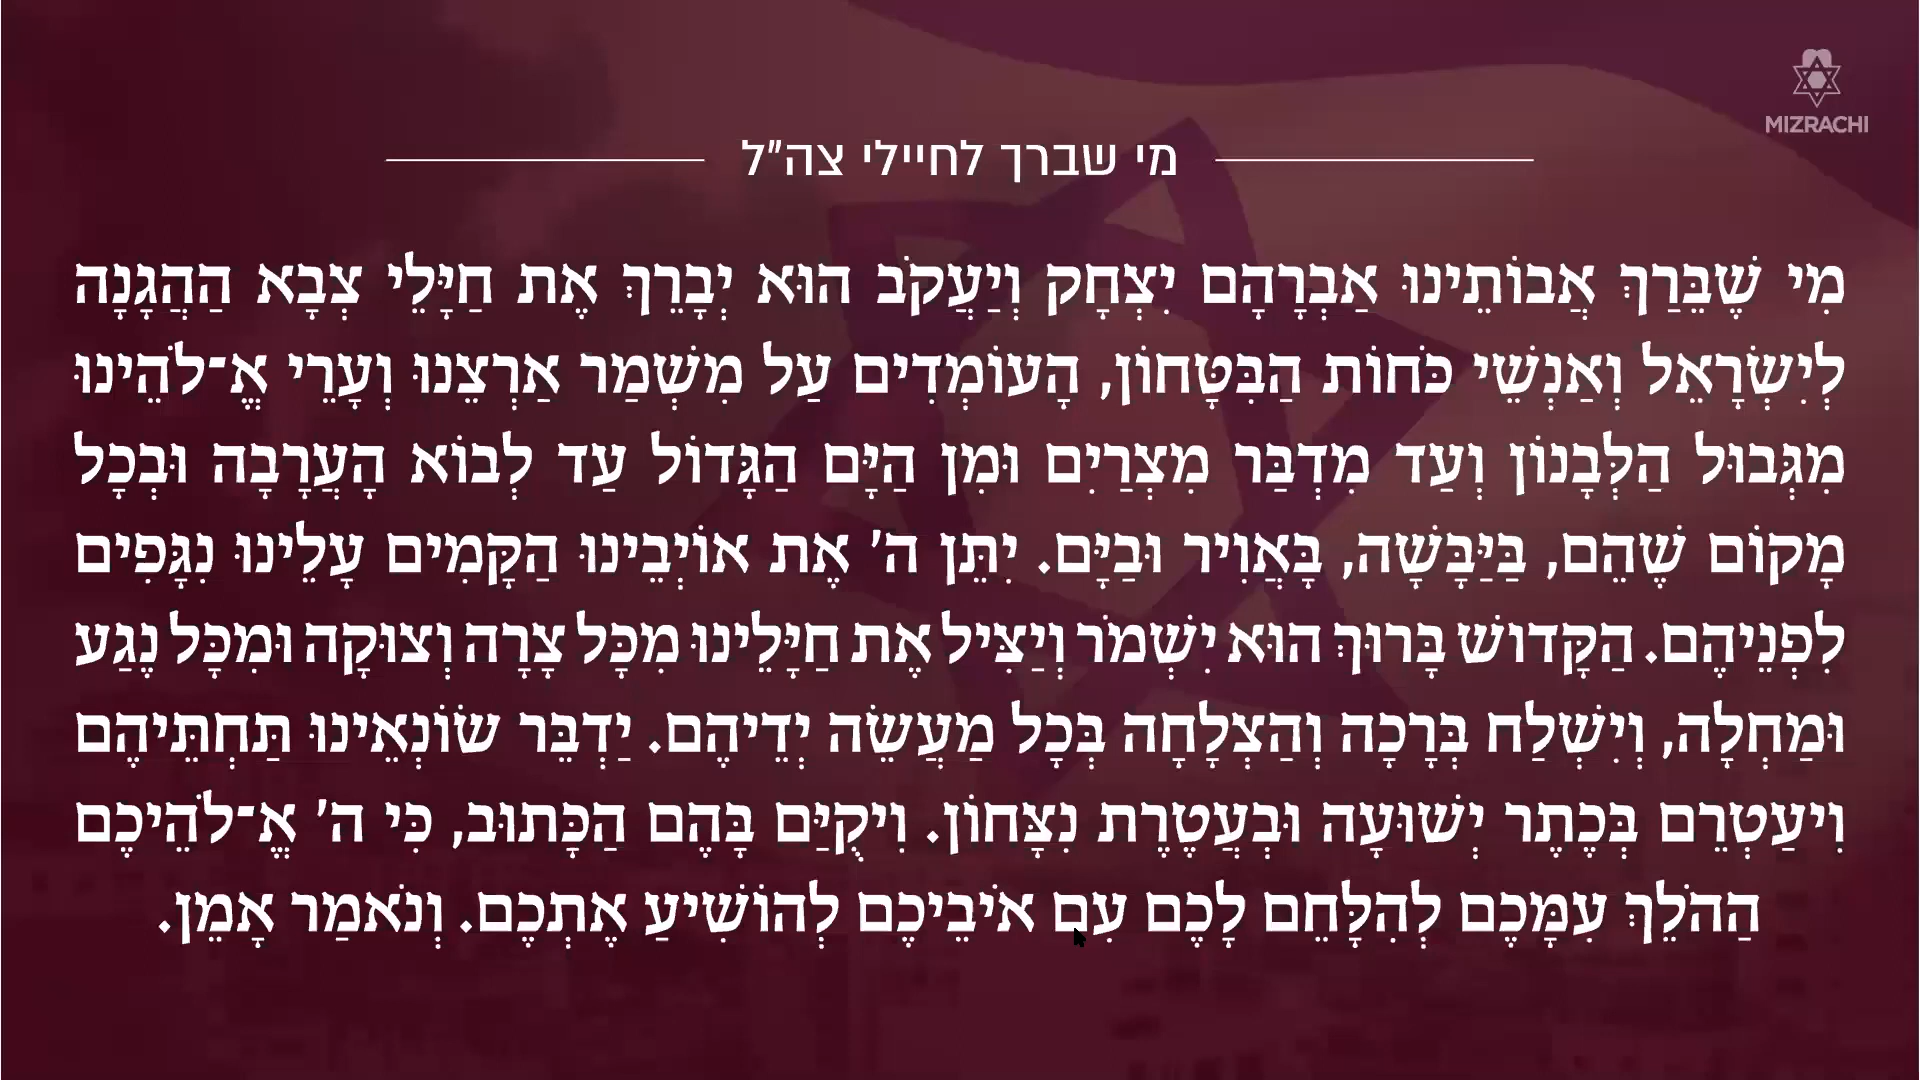 MIZRACHI
מי שברך לחיילי צה"ל
מִי שֶׁבֵּרַךְ אֲבוֹתֵינוּ אַבְרָהָם יִצְחָק וְיַעֲקֹב הוּא יְבָרֵךְ אֶת חַיָּלֵי צְבָא הַהֲגָנָה
לְיִשְׂרָאֵל וְאַנְשֵׁי כֹּחוֹת הַבִּטָּחוֹן, הָעוֹמְדִים עַל מִשְׁמַר אַרְצֵנוּ וְעָרֵי אֱ־לֹהֵינוּ
מִגְּבוּל הַלְּבָנוֹן וְעַד מִדְבַּר מִצְרַיִם וּמִן הַיָּם הַגָּדוֹל עַד לְבוֹא הָעֲרָבָה וּבְכָל
מָקוֹם שֶׁהֵם, בַּיַּבָּשָׁה, בָּאֲוִיר וּבַיָּם. יִתֵּן ה' אֶת אוֹיְבֵינוּ הַקָּמִים עָלֵינוּ נִגָּפִים
לִפְנֵיהֶם. הַקָּדוֹשׁ בָּרוּךְ הוּא יִשְׁמֹר וְיַצִּיל אֶת חַיָּלֵינוּ מִכָּל צָרָה וְצוּקָה וּמִכָּל נֶגַע
וּמַחְלָה, וְיִשְׁלַח בְּרָכָה וְהַצְלָחָה בְּכָל מַעֲשֵׂה יְדֵיהֶם. יַדְבֵּר שׂוֹנְאֵינוּ תַּחְתֵּיהֶם
וִיעַטְּרֵם בְּכֶתֶר יְשׁוּעָה וּבְעֲטֶרֶת נִצָּחוֹן. וִיקֻיַּם בָּהֶם הַכָּתוּב, כִּי ה' אֱ־לֹהֵיכֶם
הַהֹלֵךְ עִמָּכֶם לְהִלָּחֵם לָכֶם עִם אֹיבֵיכֶם לְהוֹשִׁיעַ אֶתְכֶם. וְנֹאמַר אָמֵן.